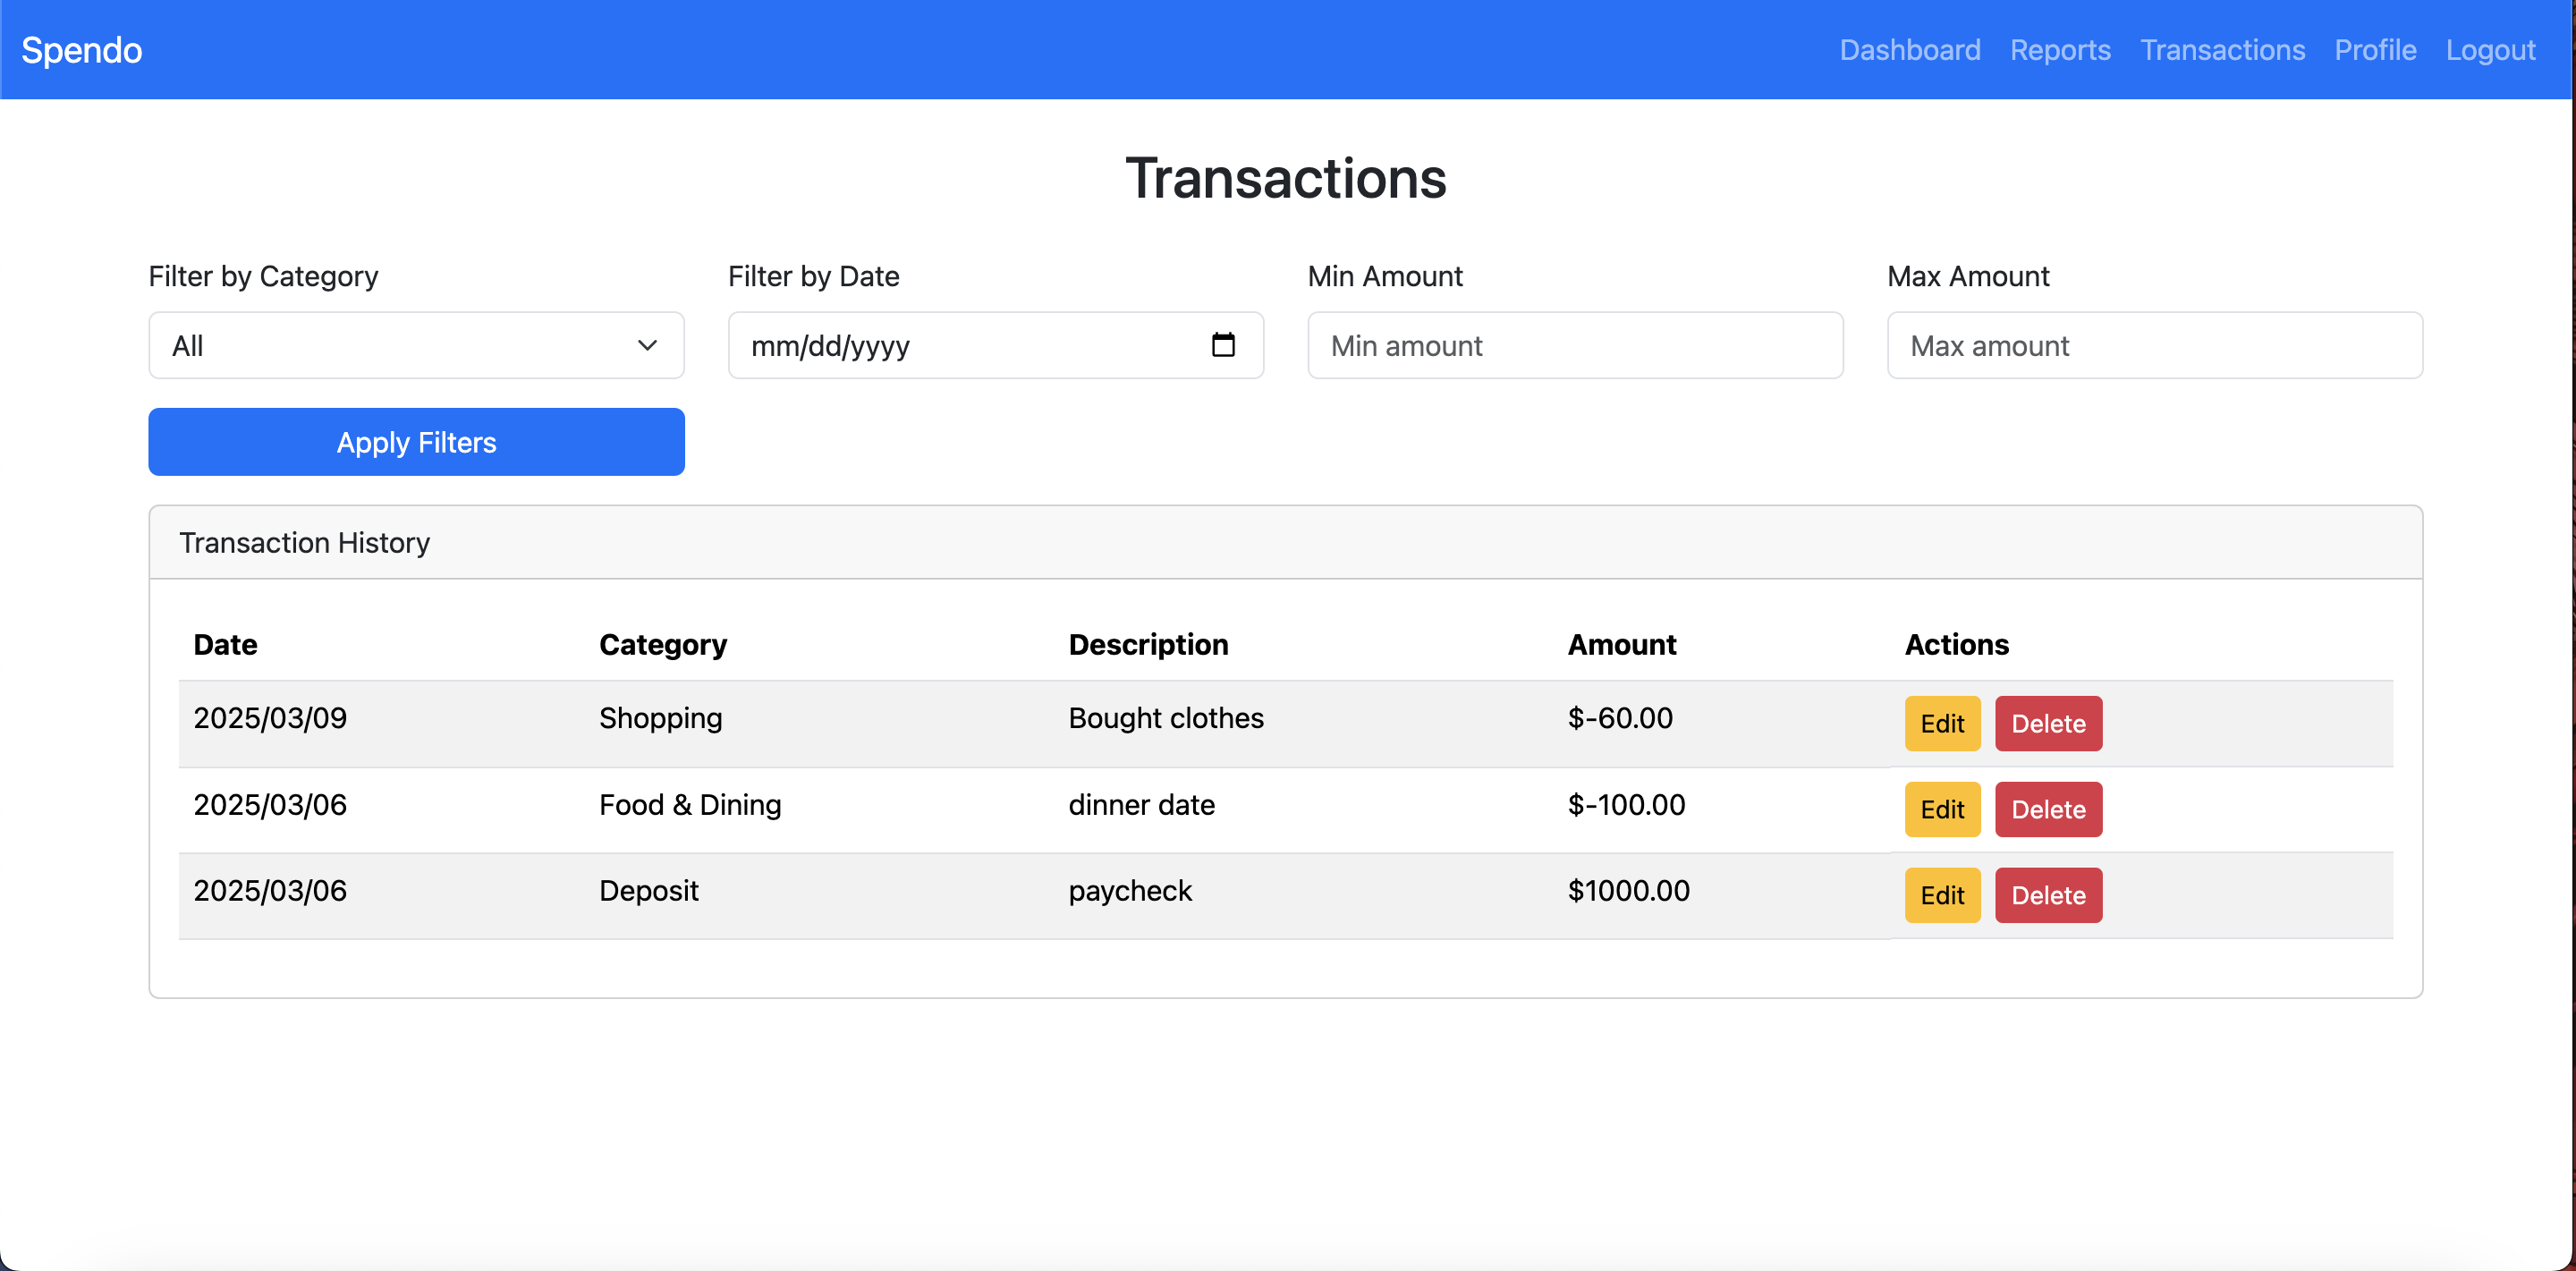 Spendo Dashboard Reports Transactions Profile Logout
Transactions
Filter by Category Filter by Date Min Amount Max Amount
All mm/dd/yyyy Min amount Max amount
Apply Filters
Transaction History
Date Category Description Amount Actions
2025/03/09 Shopping Bought clothes $-60.00 Edit Delete
2025/03/06 Food & Dining dinner date $-100.00 Edit Delete
2025/03/06 Deposit paycheck $1000.00 Edit Delete